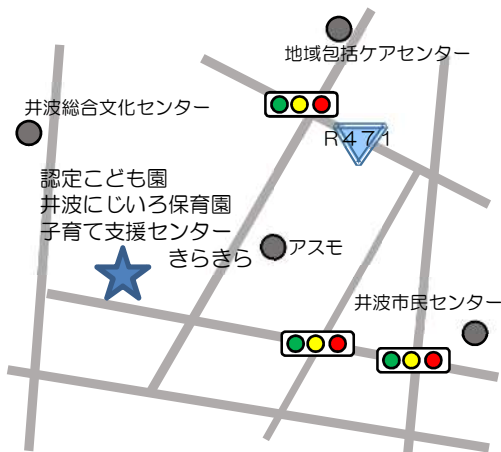 地域包括ケアセンター
井波総合文化センター
R471
認定こども園
井波にじいろ保育園
子育て支援センター
きらきら
アスモ
井波市民センター